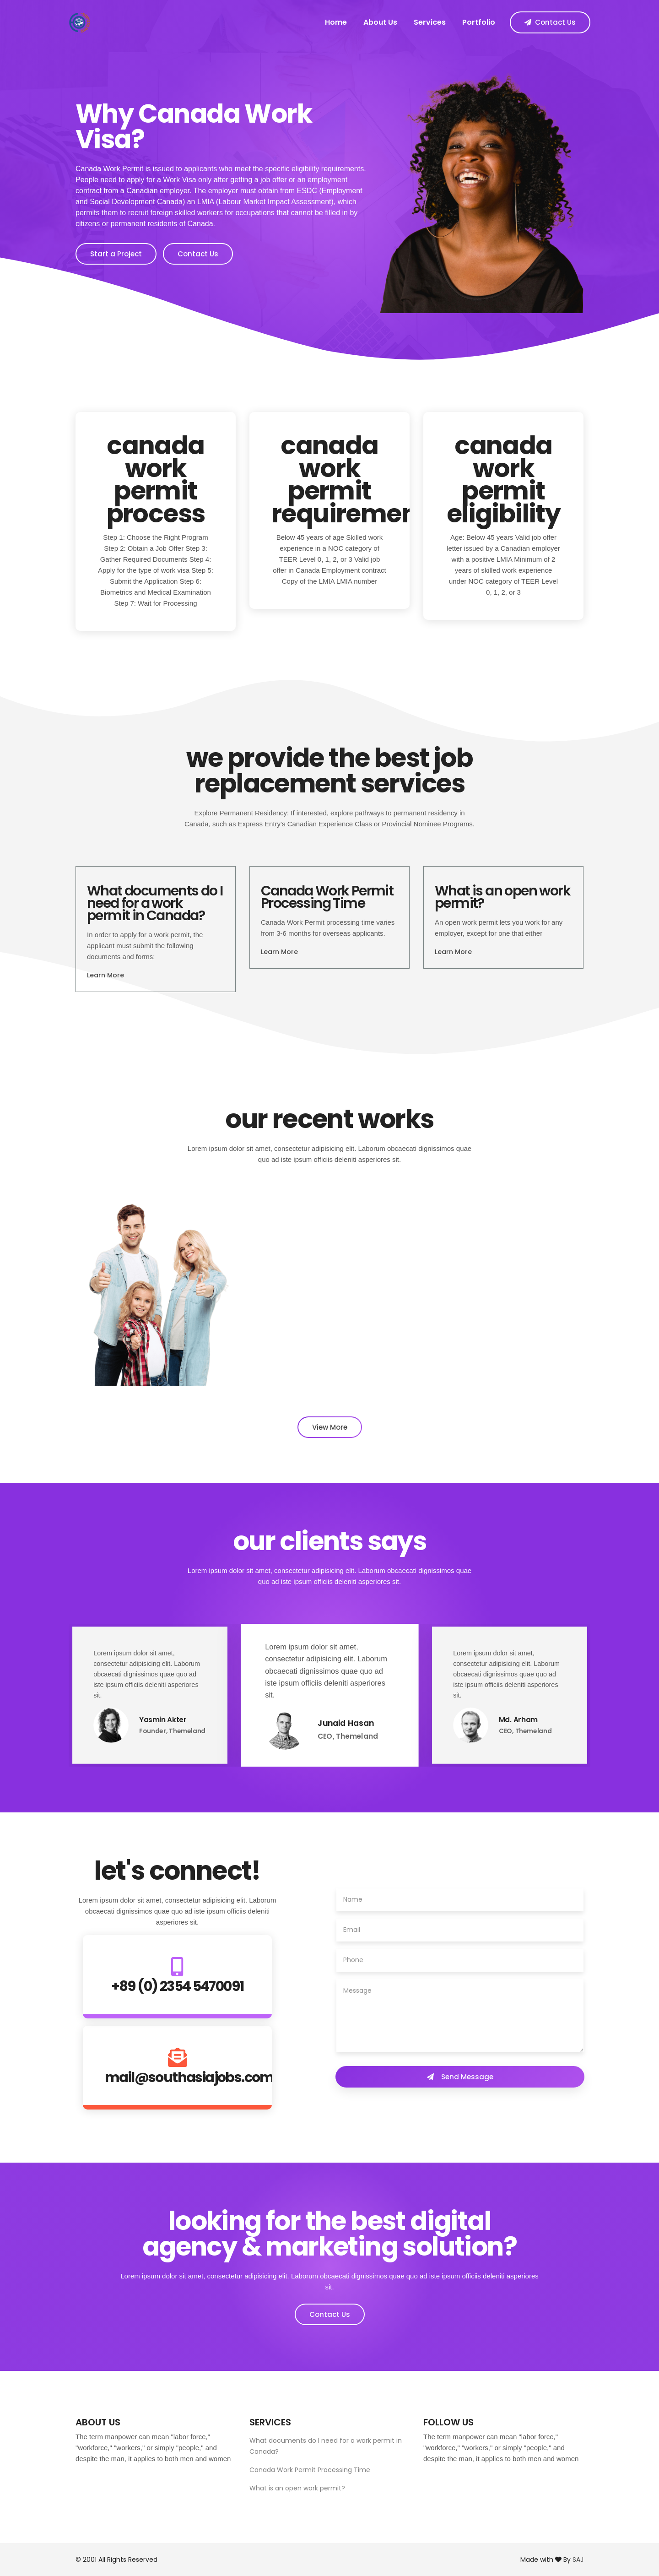 Home
About Us
Services
Portfolio
Contact Us
Why Canada Work
Visa?
Canada Work Permit is issued to applicants who meet the specific eligibility requirements.
People need to apply for a Work Visa only after getting a job offer or an employment
contract from a Canadian employer. The employer must obtain from ESDC (Employment
and Social Development Canada) an LMIA (Labour Market Impact Assessment), which
permits them to recruit foreign skilled workers for occupations that cannot be filled in by
citizens or permanent residents of Canada.
Start a Project
Contact Us
canada
work
permit
process
Step 1: Choose the Right Program
Step 2: Obtain a Job Offer Step 3:
Gather Required Documents Step 4:
Apply for the type of work visa Step 5:
Submit the Application Step 6:
Biometrics and Medical Examination
Step 7: Wait for Processing
canada
work
permit
requiremer
Below 45 years of age Skilled work
experience in a NOC category of
TEER Level 0, 1, 2, or 3 Valid job
offer in Canada Employment contract
Copy of the LMIA LMIA number
canada
work
permit
eligibility
Age: Below 45 years Valid job offer
letter issued by a Canadian employer
with a positive LMIA Minimum of 2
years of skilled work experience
under NOC category of TEER Level
0, 1, 2, or 3
we provide the best job
replacement services
Explore Permanent Residency: If interested, explore pathways to permanent residency in
Canada, such as Express Entry's Canadian Experience Class or Provincial Nominee Programs.
What documents do I
need for a work
permit in Canada?
In order to apply for a work permit, the
applicant must submit the following
documents and forms:
Learn More
Canada Work Permit
Processing Time
Canada Work Permit processing time varies
from 3-6 months for overseas applicants.
Learn More
What is an open work
permit?
An open work permit lets you work for any
employer, except for one that either
Learn More
our recent works
Lorem ipsum dolor sit amet, consectetur adipisicing elit. Laborum obcaecati dignissimos quae
quo ad iste ipsum officiis deleniti asperiores sit.
View More
our clients says
Lorem ipsum dolor sit amet, consectetur adipisicing elit. Laborum obcaecati dignissimos quae
quo ad iste ipsum officiis deleniti asperiores sit.
Lorem ipsum dolor sit amet,
consectetur adipisicing elit. Laborum
obcaecati dignissimos quae quo ad
iste ipsum officiis deleniti asperiores
sit.
Yasmin Akter
Founder, Themeland
Lorem ipsum dolor sit amet,
consectetur adipisicing elit. Laborum
obcaecati dignissimos quae quo ad
iste ipsum officiis deleniti asperiores
sit.
Junaid Hasan
CEO, Themeland
Lorem ipsum dolor sit amet,
consectetur adipisicing elit. Laborum
obcaecati dignissimos quae quo ad
iste ipsum officiis deleniti asperiores
sit.
Md. Arham
CEO, Themeland
let's connect!
Lorem ipsum dolor sit amet, consectetur adipisicing elit. Laborum
obcaecati dignissimos quae quo ad iste ipsum officiis deleniti
asperiores sit.
+89 (0) 2354 5470091
mail@southasiajobs.com
Name
Email
Phone
Message
Send Message
looking for the best digital
agency & marketing solution?
Lorem ipsum dolor sit amet, consectetur adipisicing elit. Laborum obcaecati dignissimos quae quo ad iste ipsum officiis deleniti asperiores
sit.
Contact Us
ABOUT US
The term manpower can mean "labor force,"
"workforce," "workers," or simply "people," and
despite the man, it applies to both men and women
SERVICES
What documents do I need for a work permit in
Canada?
Canada Work Permit Processing Time
What is an open work permit?
FOLLOW US
The term manpower can mean "labor force,"
"workforce," "workers," or simply "people," and
despite the man, it applies to both men and women
© 2001 All Rights Reserved
Made with By SAJ